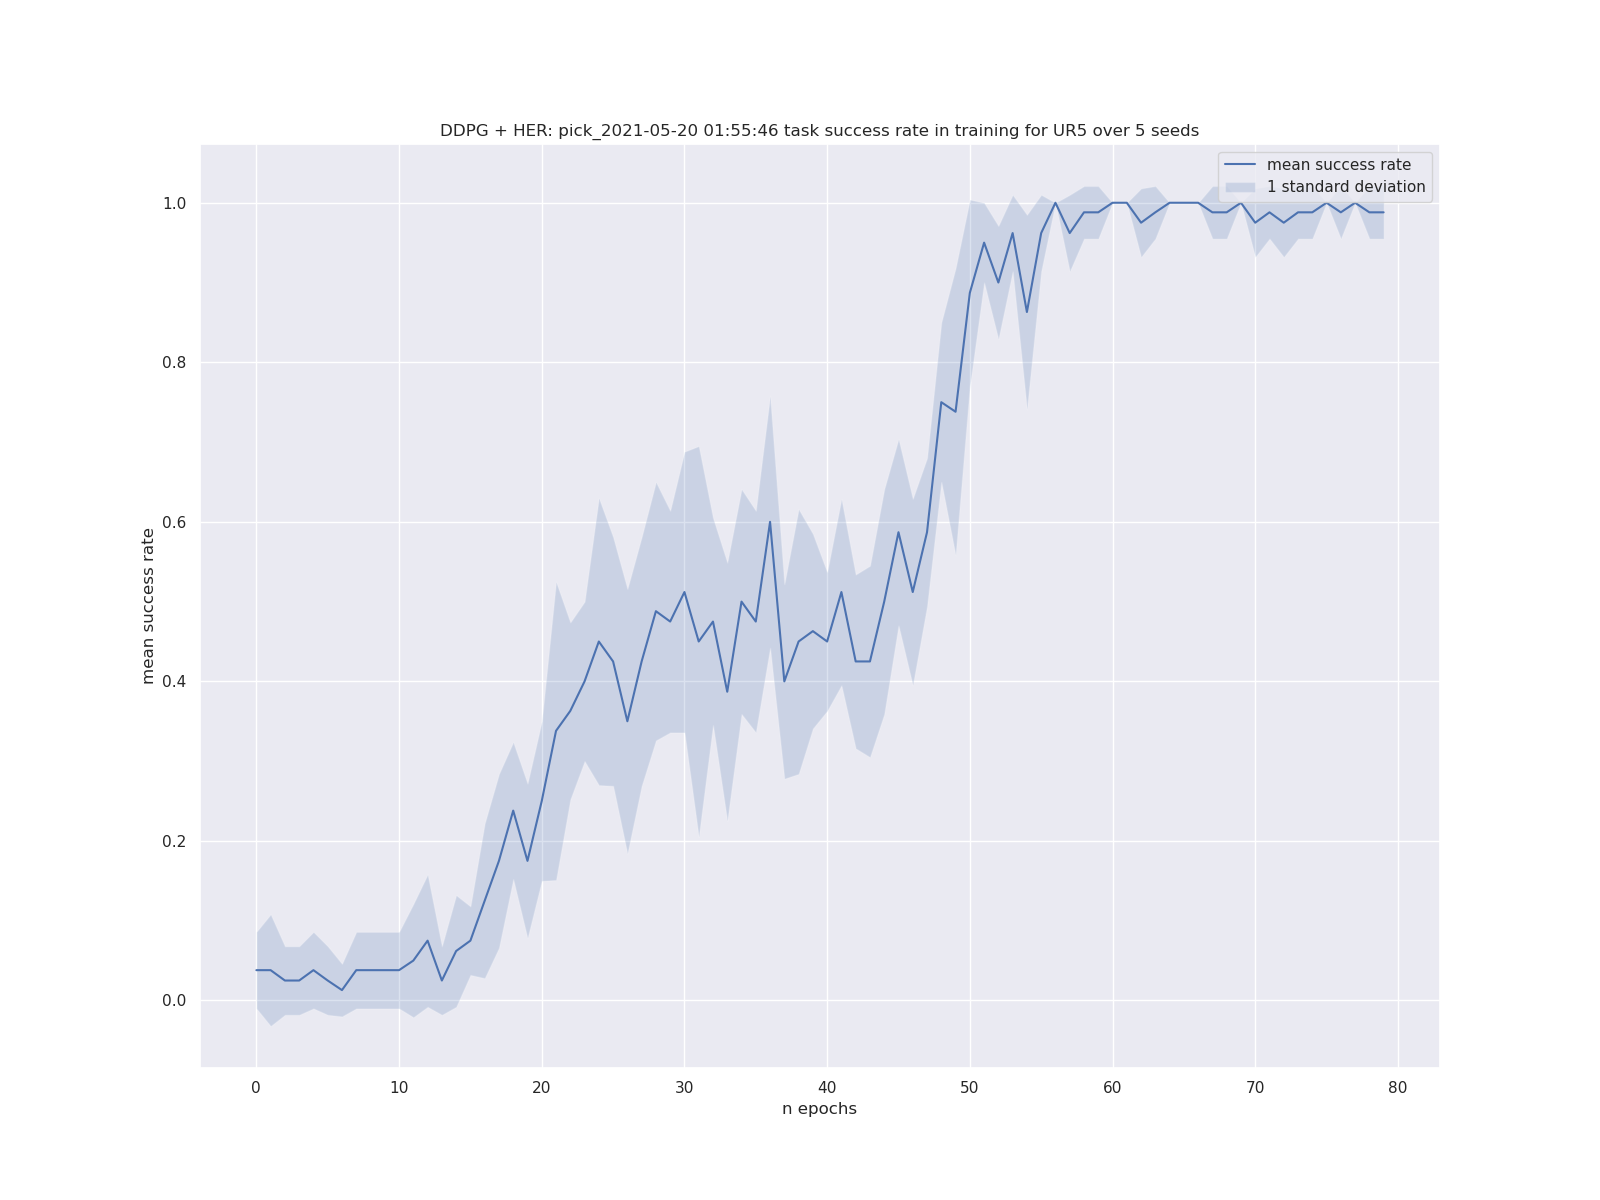 DDPG + HER: pick_2021-05-20 01:55:46 task success rate in training for UR5 over 5 seeds
mean success rate
1 standard deviation
1.0
0.8
0.6
0.4
0.2
0.0
mean success rate
0 10 20 30 40 50 60 70 80
n epochs